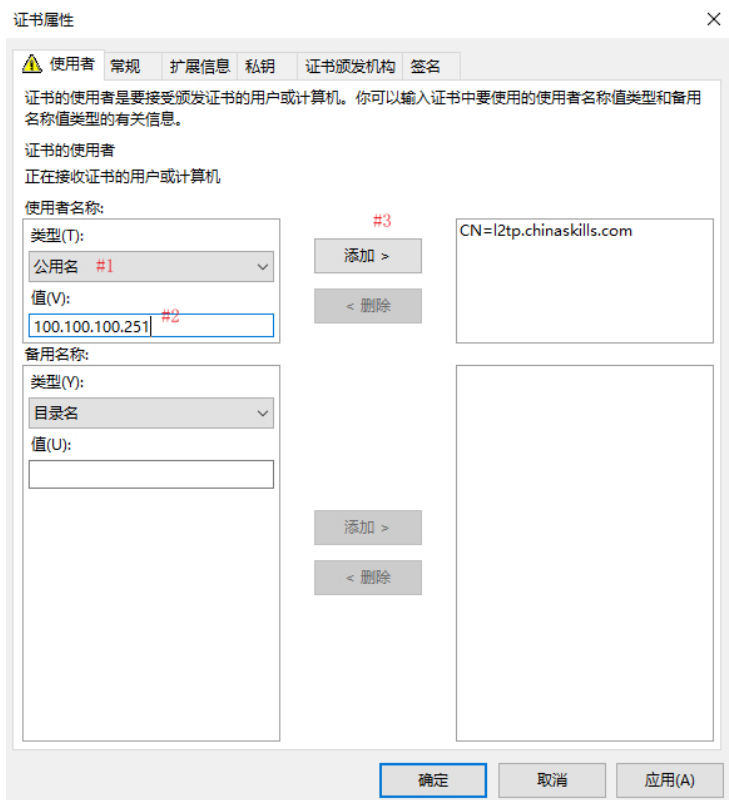 证书属性
使用者 常规 扩展信息 私钥 证书颁发机构 签名
证书的使用者是要接受颁发证书的用户或计算机。你可以输入证书中要使用的使用者名称值类型和备用
名称值类型的有关信息。
证书的使用者
正在接收证书的用户或计算机
使用者名称:
类型(T):
公用名 #1
值(V):
100.100.100.251 #2
#3
添加 >
< 删除
CN=l2tp.chinaskills.com
备用名称:
类型(Y):
目录名
值(U):
添加 >
< 删除
确定 取消 应用(A)